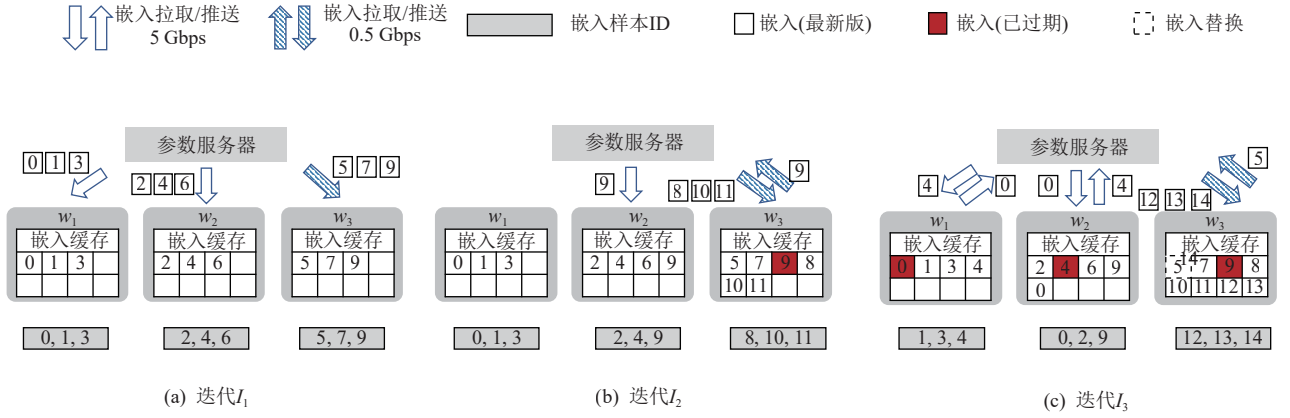 嵌入拉取/推送
5 Gbps
嵌入拉取/推送
0.5 Gbps
嵌入样本ID
嵌入(最新版)
嵌入(已过期)
嵌入替换
参数服务器
0 1 3
2 4 6
5 7 9
w1
嵌入缓存
0 1 3
w2
嵌入缓存
2 4 6
w3
嵌入缓存
5 7 9
0, 1, 3
2, 4, 6
5, 7, 9
(a) 迭代I1
参数服务器
9
8 10 11
9
w1
嵌入缓存
0 1 3
w2
嵌入缓存
2 4 6 9
w3
嵌入缓存
5 7 9 8
10 11
0, 1, 3
2, 4, 9
8, 10, 11
(b) 迭代I2
参数服务器
4
0
0
4
12 13 14
5
w1
嵌入缓存
0 1 3 4
w2
嵌入缓存
2 4 6 9
0
w3
嵌入缓存
5 14 7 9 8
10 11 12 13
1, 3, 4
0, 2, 9
12, 13, 14
(c) 迭代I3